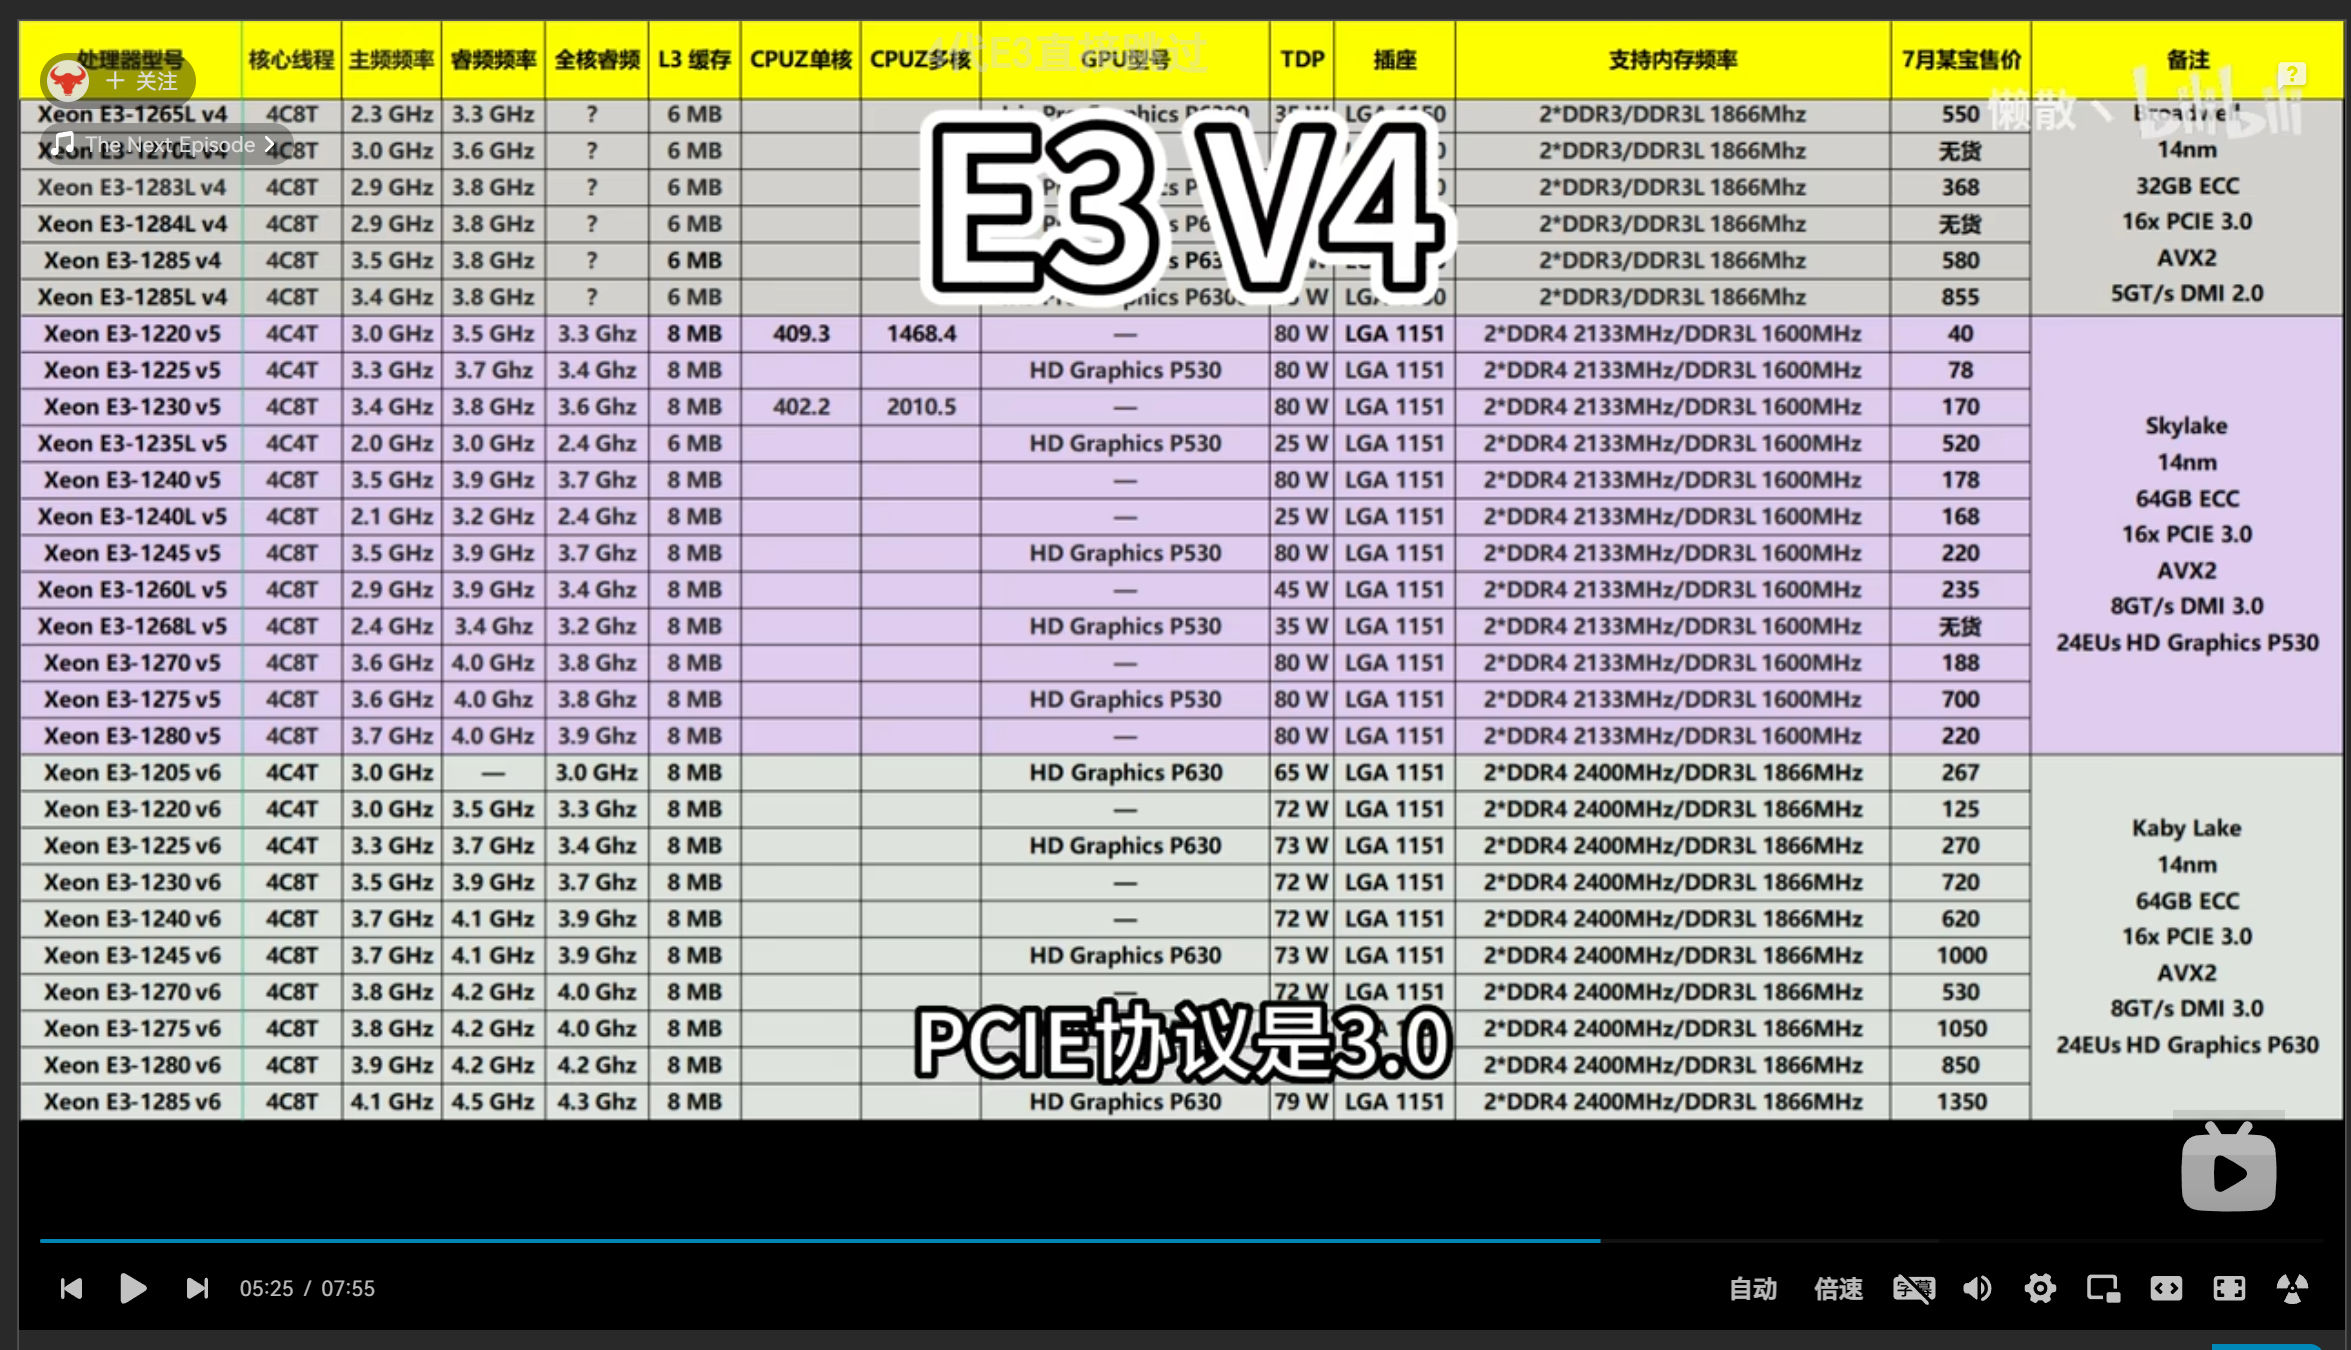 处理器型号 核心线程 主频频率 睿频频率 全核睿频 L3 缓存 CPUZ单核 CPUZ多核 GPU型号 TDP 插座 支持内存频率 7月某宝售价 备注
4代E3直接跳过
+ 关注
The Next Episode
懒散丶 bilibili
E3 V4
Xeon E3-1265L v4 4C8T 2.3 GHz 3.3 GHz ? 6 MB 35 W 2*DDR3/DDR3L 1866Mhz 550
Xeon E3-1270L v4 4C8T 3.0 GHz 3.6 GHz ? 6 MB 2*DDR3/DDR3L 1866Mhz 无货
Xeon E3-1283L v4 4C8T 2.9 GHz 3.8 GHz ? 6 MB 2*DDR3/DDR3L 1866Mhz 368
Xeon E3-1284L v4 4C8T 2.9 GHz 3.8 GHz ? 6 MB 2*DDR3/DDR3L 1866Mhz 无货
Xeon E3-1285 v4 4C8T 3.5 GHz 3.8 GHz ? 6 MB 2*DDR3/DDR3L 1866Mhz 580
Xeon E3-1285L v4 4C8T 3.4 GHz 3.8 GHz ? 6 MB 2*DDR3/DDR3L 1866Mhz 855
Broadwell
14nm
32GB ECC
16x PCIE 3.0
AVX2
5GT/s DMI 2.0
Xeon E3-1220 v5 4C4T 3.0 GHz 3.5 GHz 3.3 Ghz 8 MB 409.3 1468.4 — 80 W LGA 1151 2*DDR4 2133MHz/DDR3L 1600MHz 40
Xeon E3-1225 v5 4C4T 3.3 GHz 3.7 Ghz 3.4 Ghz 8 MB HD Graphics P530 80 W LGA 1151 2*DDR4 2133MHz/DDR3L 1600MHz 78
Xeon E3-1230 v5 4C8T 3.4 GHz 3.8 GHz 3.6 Ghz 8 MB 402.2 2010.5 — 80 W LGA 1151 2*DDR4 2133MHz/DDR3L 1600MHz 170
Xeon E3-1235L v5 4C4T 2.0 GHz 3.0 GHz 2.4 Ghz 6 MB HD Graphics P530 25 W LGA 1151 2*DDR4 2133MHz/DDR3L 1600MHz 520
Xeon E3-1240 v5 4C8T 3.5 GHz 3.9 GHz 3.7 Ghz 8 MB — 80 W LGA 1151 2*DDR4 2133MHz/DDR3L 1600MHz 178
Xeon E3-1240L v5 4C8T 2.1 GHz 3.2 GHz 2.4 Ghz 8 MB — 25 W LGA 1151 2*DDR4 2133MHz/DDR3L 1600MHz 168
Xeon E3-1245 v5 4C8T 3.5 GHz 3.9 GHz 3.7 Ghz 8 MB HD Graphics P530 80 W LGA 1151 2*DDR4 2133MHz/DDR3L 1600MHz 220
Xeon E3-1260L v5 4C8T 2.9 GHz 3.9 GHz 3.4 Ghz 8 MB — 45 W LGA 1151 2*DDR4 2133MHz/DDR3L 1600MHz 235
Xeon E3-1268L v5 4C8T 2.4 GHz 3.4 Ghz 3.2 Ghz 8 MB HD Graphics P530 35 W LGA 1151 2*DDR4 2133MHz/DDR3L 1600MHz 无货
Xeon E3-1270 v5 4C8T 3.6 GHz 4.0 GHz 3.8 Ghz 8 MB — 80 W LGA 1151 2*DDR4 2133MHz/DDR3L 1600MHz 188
Xeon E3-1275 v5 4C8T 3.6 GHz 4.0 Ghz 3.8 Ghz 8 MB HD Graphics P530 80 W LGA 1151 2*DDR4 2133MHz/DDR3L 1600MHz 700
Xeon E3-1280 v5 4C8T 3.7 GHz 4.0 GHz 3.9 Ghz 8 MB — 80 W LGA 1151 2*DDR4 2133MHz/DDR3L 1600MHz 220
Skylake
14nm
64GB ECC
16x PCIE 3.0
AVX2
8GT/s DMI 3.0
24EUs HD Graphics P530
Xeon E3-1205 v6 4C4T 3.0 GHz — 3.0 GHz 8 MB HD Graphics P630 65 W LGA 1151 2*DDR4 2400MHz/DDR3L 1866MHz 267
Xeon E3-1220 v6 4C4T 3.0 GHz 3.5 GHz 3.3 Ghz 8 MB — 72 W LGA 1151 2*DDR4 2400MHz/DDR3L 1866MHz 125
Xeon E3-1225 v6 4C4T 3.3 GHz 3.7 GHz 3.4 Ghz 8 MB HD Graphics P630 73 W LGA 1151 2*DDR4 2400MHz/DDR3L 1866MHz 270
Xeon E3-1230 v6 4C8T 3.5 GHz 3.9 GHz 3.7 Ghz 8 MB — 72 W LGA 1151 2*DDR4 2400MHz/DDR3L 1866MHz 720
Xeon E3-1240 v6 4C8T 3.7 GHz 4.1 GHz 3.9 Ghz 8 MB — 72 W LGA 1151 2*DDR4 2400MHz/DDR3L 1866MHz 620
Xeon E3-1245 v6 4C8T 3.7 GHz 4.1 GHz 3.9 Ghz 8 MB HD Graphics P630 73 W LGA 1151 2*DDR4 2400MHz/DDR3L 1866MHz 1000
Xeon E3-1270 v6 4C8T 3.8 GHz 4.2 GHz 4.0 Ghz 8 MB — 72 W LGA 1151 2*DDR4 2400MHz/DDR3L 1866MHz 530
Xeon E3-1275 v6 4C8T 3.8 GHz 4.2 GHz 4.0 Ghz 8 MB 2*DDR4 2400MHz/DDR3L 1866MHz 1050
Xeon E3-1280 v6 4C8T 3.9 GHz 4.2 GHz 4.2 Ghz 8 MB 2*DDR4 2400MHz/DDR3L 1866MHz 850
Xeon E3-1285 v6 4C8T 4.1 GHz 4.5 GHz 4.3 Ghz 8 MB HD Graphics P630 79 W LGA 1151 2*DDR4 2400MHz/DDR3L 1866MHz 1350
Kaby Lake
14nm
64GB ECC
16x PCIE 3.0
AVX2
8GT/s DMI 3.0
24EUs HD Graphics P630
PCIE协议是3.0
05:25 / 07:55
自动 倍速 字幕